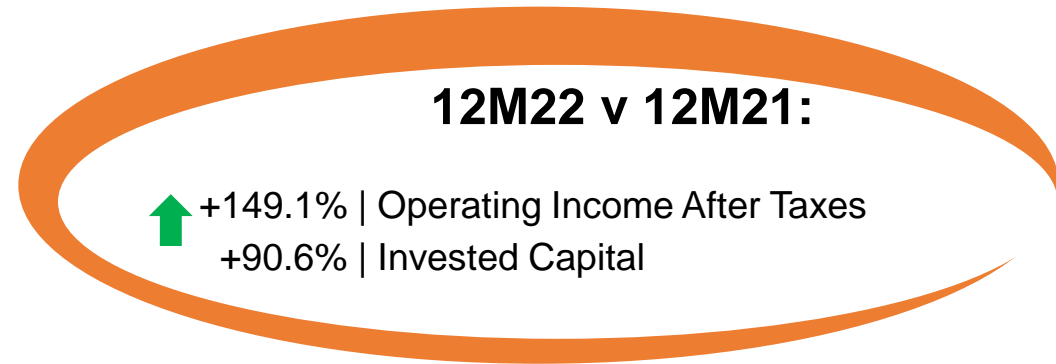 12M22 v 12M21:
+149.1% | Operating Income After Taxes
+90.6% | Invested Capital